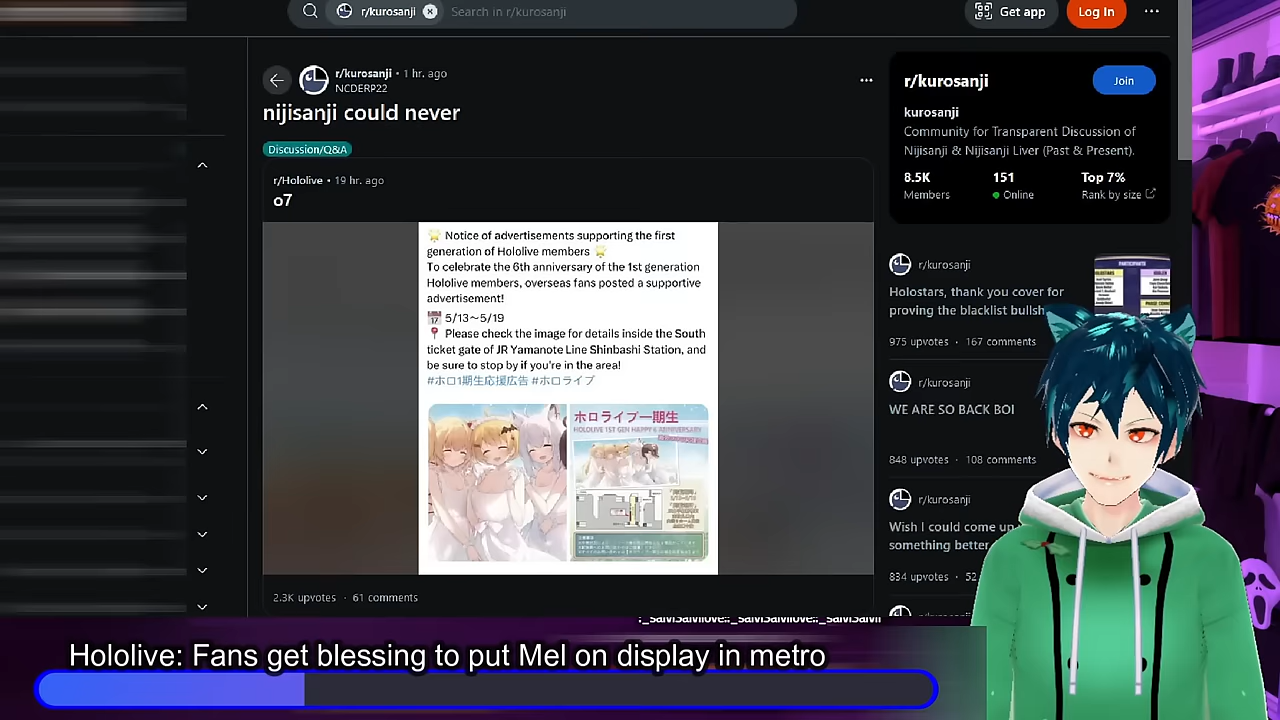 r/kurosanji
Search in r/kurosanji
Get app
Log In
r/kurosanji • 1 hr. ago
NCDERP22
nijisanji could never
Discussion/Q&A
r/Hololive • 19 hr. ago
o7
Notice of advertisements supporting the first
generation of Hololive members
To celebrate the 6th anniversary of the 1st generation
Hololive members, overseas fans posted a supportive
advertisement!
5/13~5/19
Please check the image for details inside the South
ticket gate of JR Yamanote Line Shinbashi Station, and
be sure to stop by if you're in the area!
#ホロ1期生応援広告 #ホロライブ
ホロライブ一期生
HOLOLIVE 1ST GEN HAPPY 6 ANNIVERSARY
2.3K upvotes · 61 comments
r/kurosanji
Join
kurosanji
Community for Transparent Discussion of
Nijisanji & Nijisanji Liver (Past & Present).
8.5K
151
Top 7%
Members
Online
Rank by size
r/kurosanji
Holostars, thank you cover for
proving the blacklist bullsh
975 upvotes · 167 comments
r/kurosanji
WE ARE SO BACK BOI
848 upvotes · 108 comments
r/kurosanji
Wish I could come up
something better
834 upvotes · 52
Hololive: Fans get blessing to put Mel on display in metro